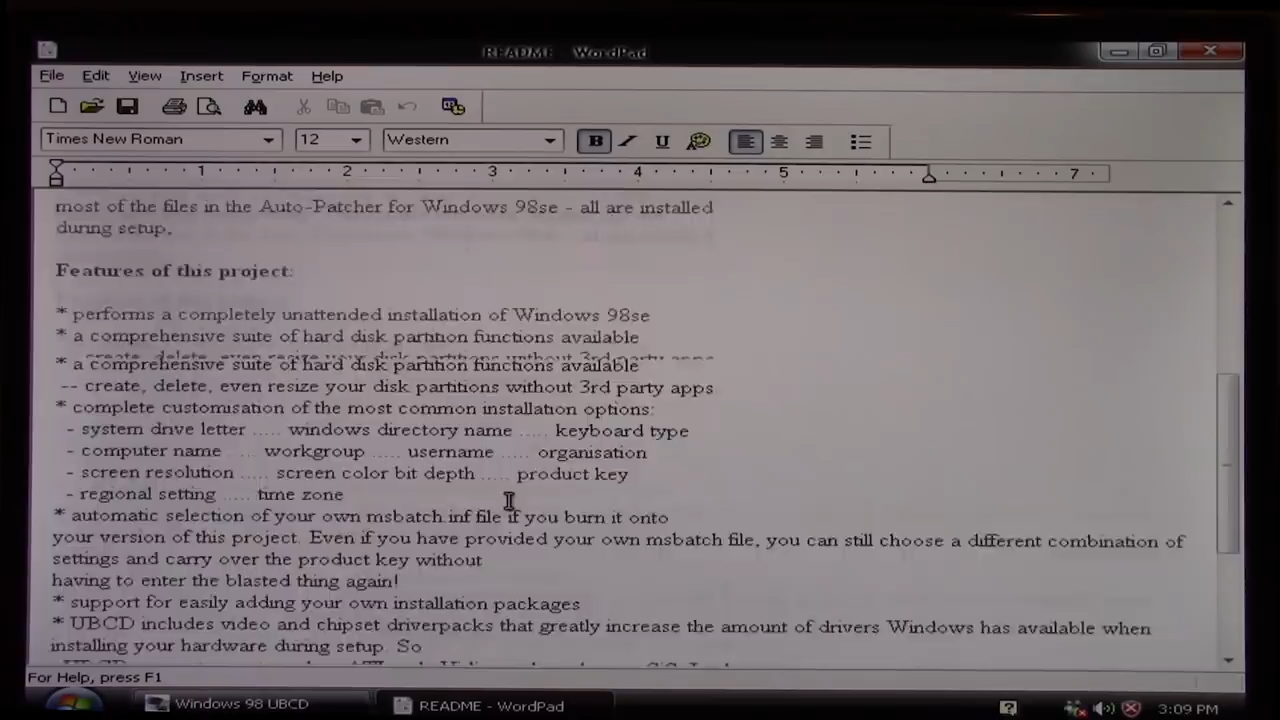 README - WordPad
File Edit View Insert Format Help
Times New Roman 12 Western B U
1 2 3 4 5 7
most of the files in the Auto-Patcher for Windows 98se - all are installed
during setup.
Features of this project:
* performs a completely unattended installation of Windows 98se
* a comprehensive suite of hard disk partition functions available
* a comprehensive suite of hard disk partition functions available
-- create, delete, even resize your disk partitions without 3rd party apps
* complete customisation of the most common installation options:
- system drive letter ..... windows directory name ..... keyboard type
- computer name .... workgroup ..... username ..... organisation
- screen resolution ..... screen color bit depth ..... product key
- regional setting ..... time zone
* automatic selection of your own msbatch.inf file if you burn it onto
your version of this project. Even if you have provided your own msbatch file, you can still choose a different combination of
settings and carry over the product key without
having to enter the blasted thing again!
* support for easily adding your own installation packages
* UBCD includes video and chipset driverpacks that greatly increase the amount of drivers Windows has available when
installing your hardware during setup. So
For Help, press F1
Windows 98 UBCD README - WordPad 3:09 PM